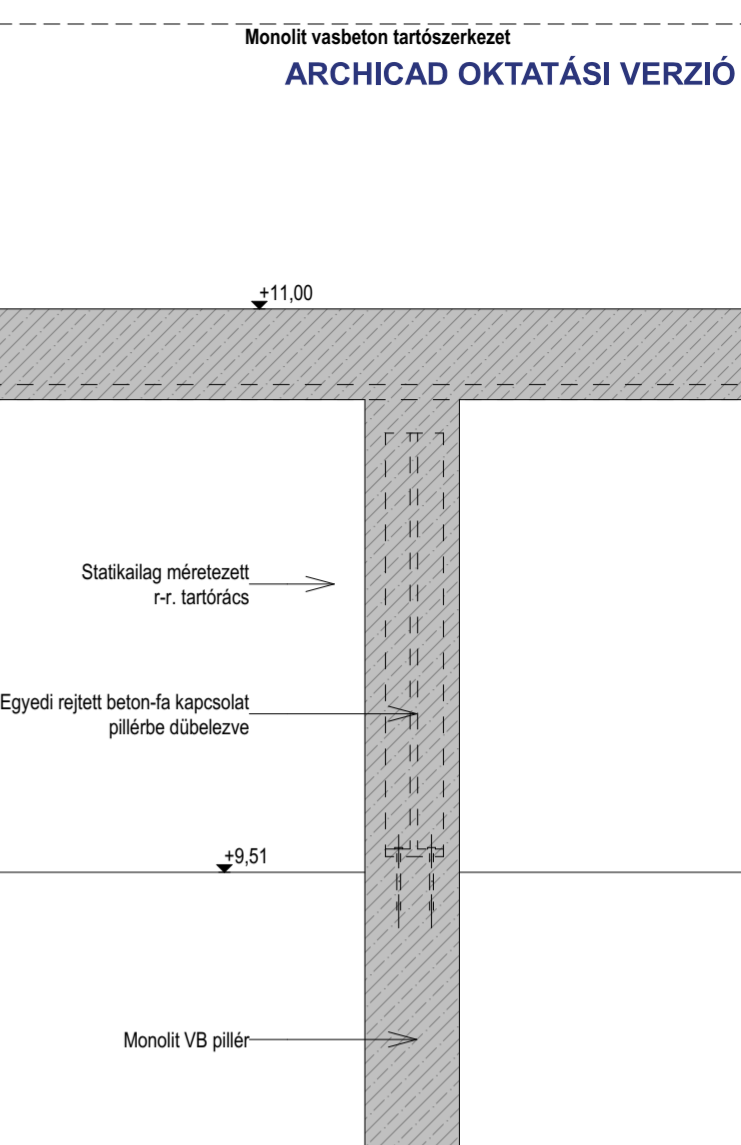 Monolit vasbeton tartószerkezet
ARCHICAD OKTATÁSI VERZIÓ
+11,00
Statikailag méretezett
r-r. tartórács
Egyedi rejtett beton-fa kapcsolat
pillérbe dübelezve
+9,51
Monolit VB pillér